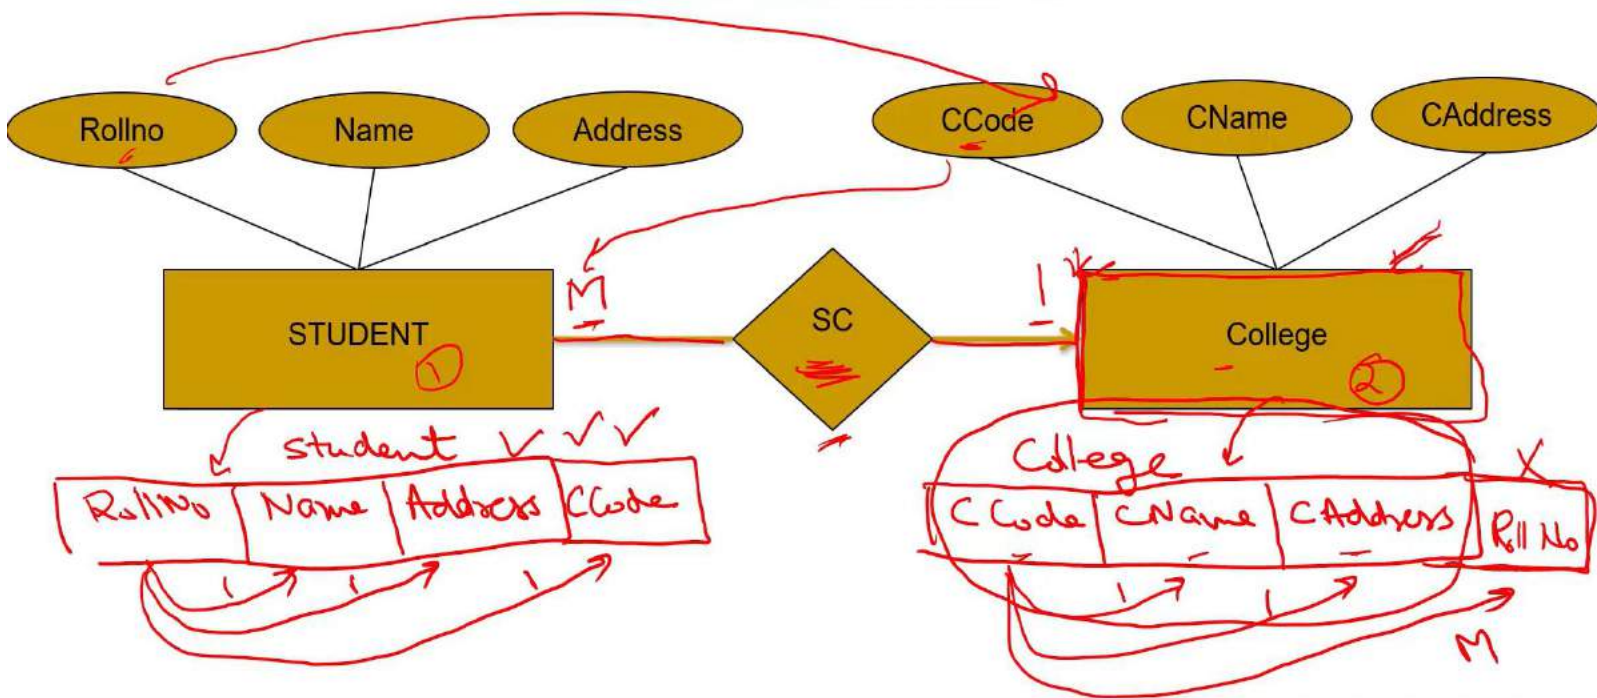 Rollno Name Address CCode CName CAddress
M 1
STUDENT SC College
1 2
student College X
RollNo Name Address CCode
CCode CName CAddress Roll No
1 1 1 1 1
M